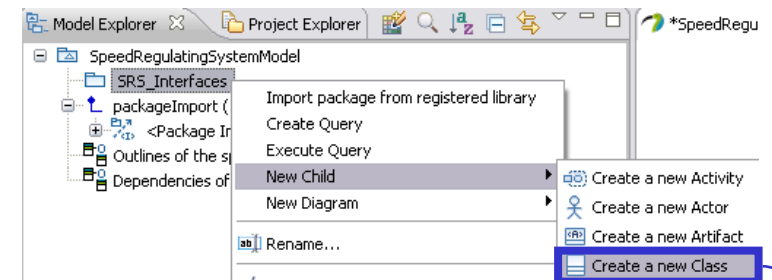 Model Explorer Project Explorer *SpeedRegu
SpeedRegulatingSystemModel
SRS_Interfaces
packageImport (
<Package Ir
Outlines of the s
Dependencies of
Import package from registered library
Create Query
Execute Query
New Child
New Diagram
Rename...
Create a new Activity
Create a new Actor
Create a new Artifact
Create a new Class